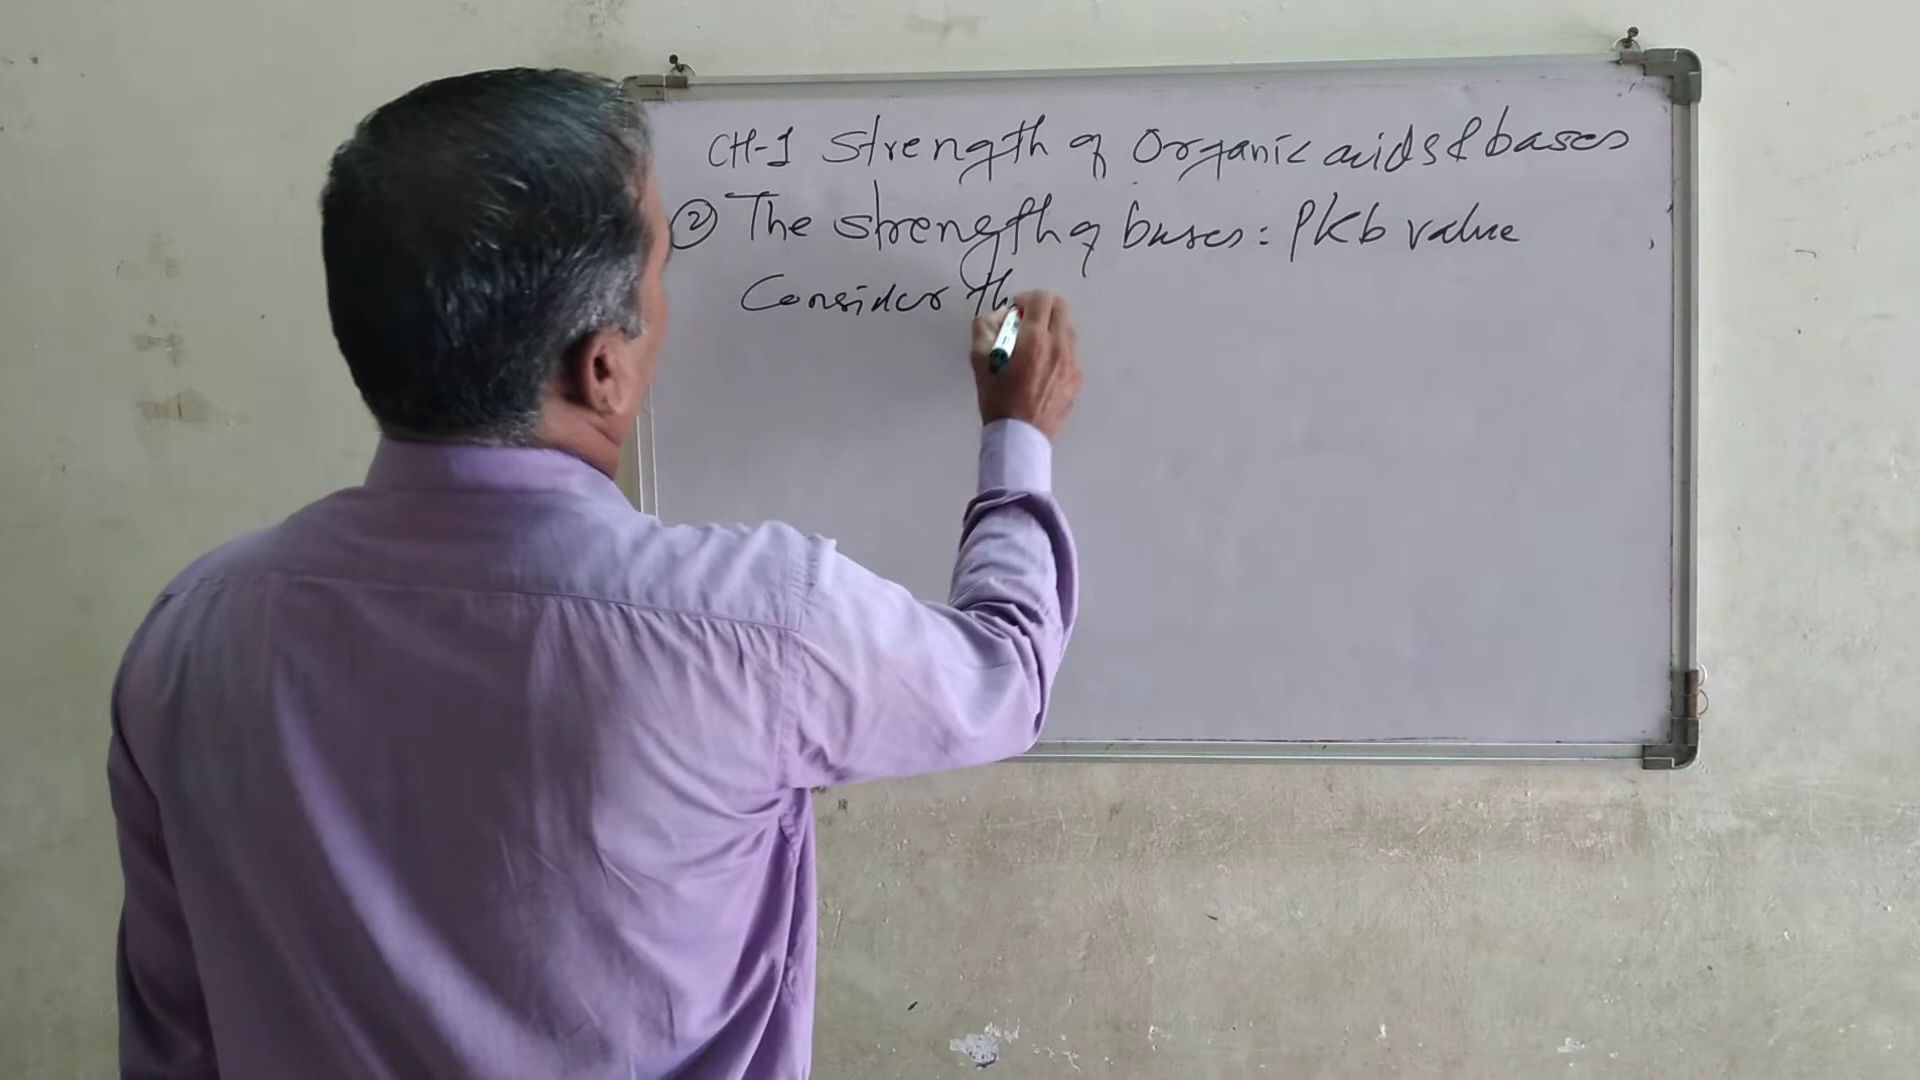 CH-1 Strength of Organic acids & bases
② The strength of bases: PKb value
Consider th